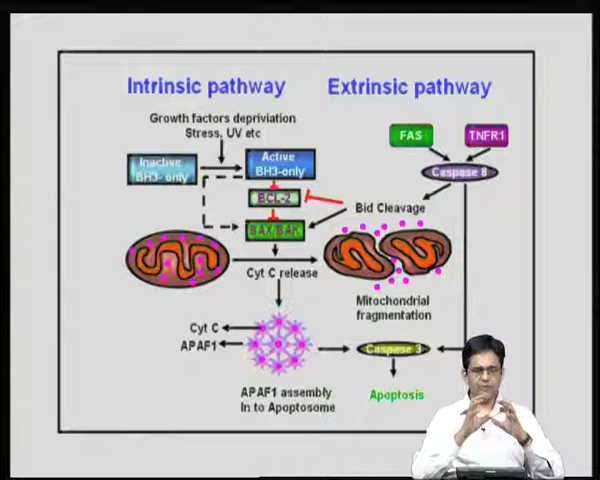 Intrinsic pathway
Extrinsic pathway
Growth factors depriviation
Stress, UV etc
FAS
TNFR1
Inactive
BH3- only
Active
BH3-only
Caspase 8
BCL-2
Bid Cleavage
BAX/BAK
Cyt C release
Mitochondrial
fragmentation
Cyt C
APAF1
Caspase 3
APAF1 assembly
In to Apoptosome
Apoptosis